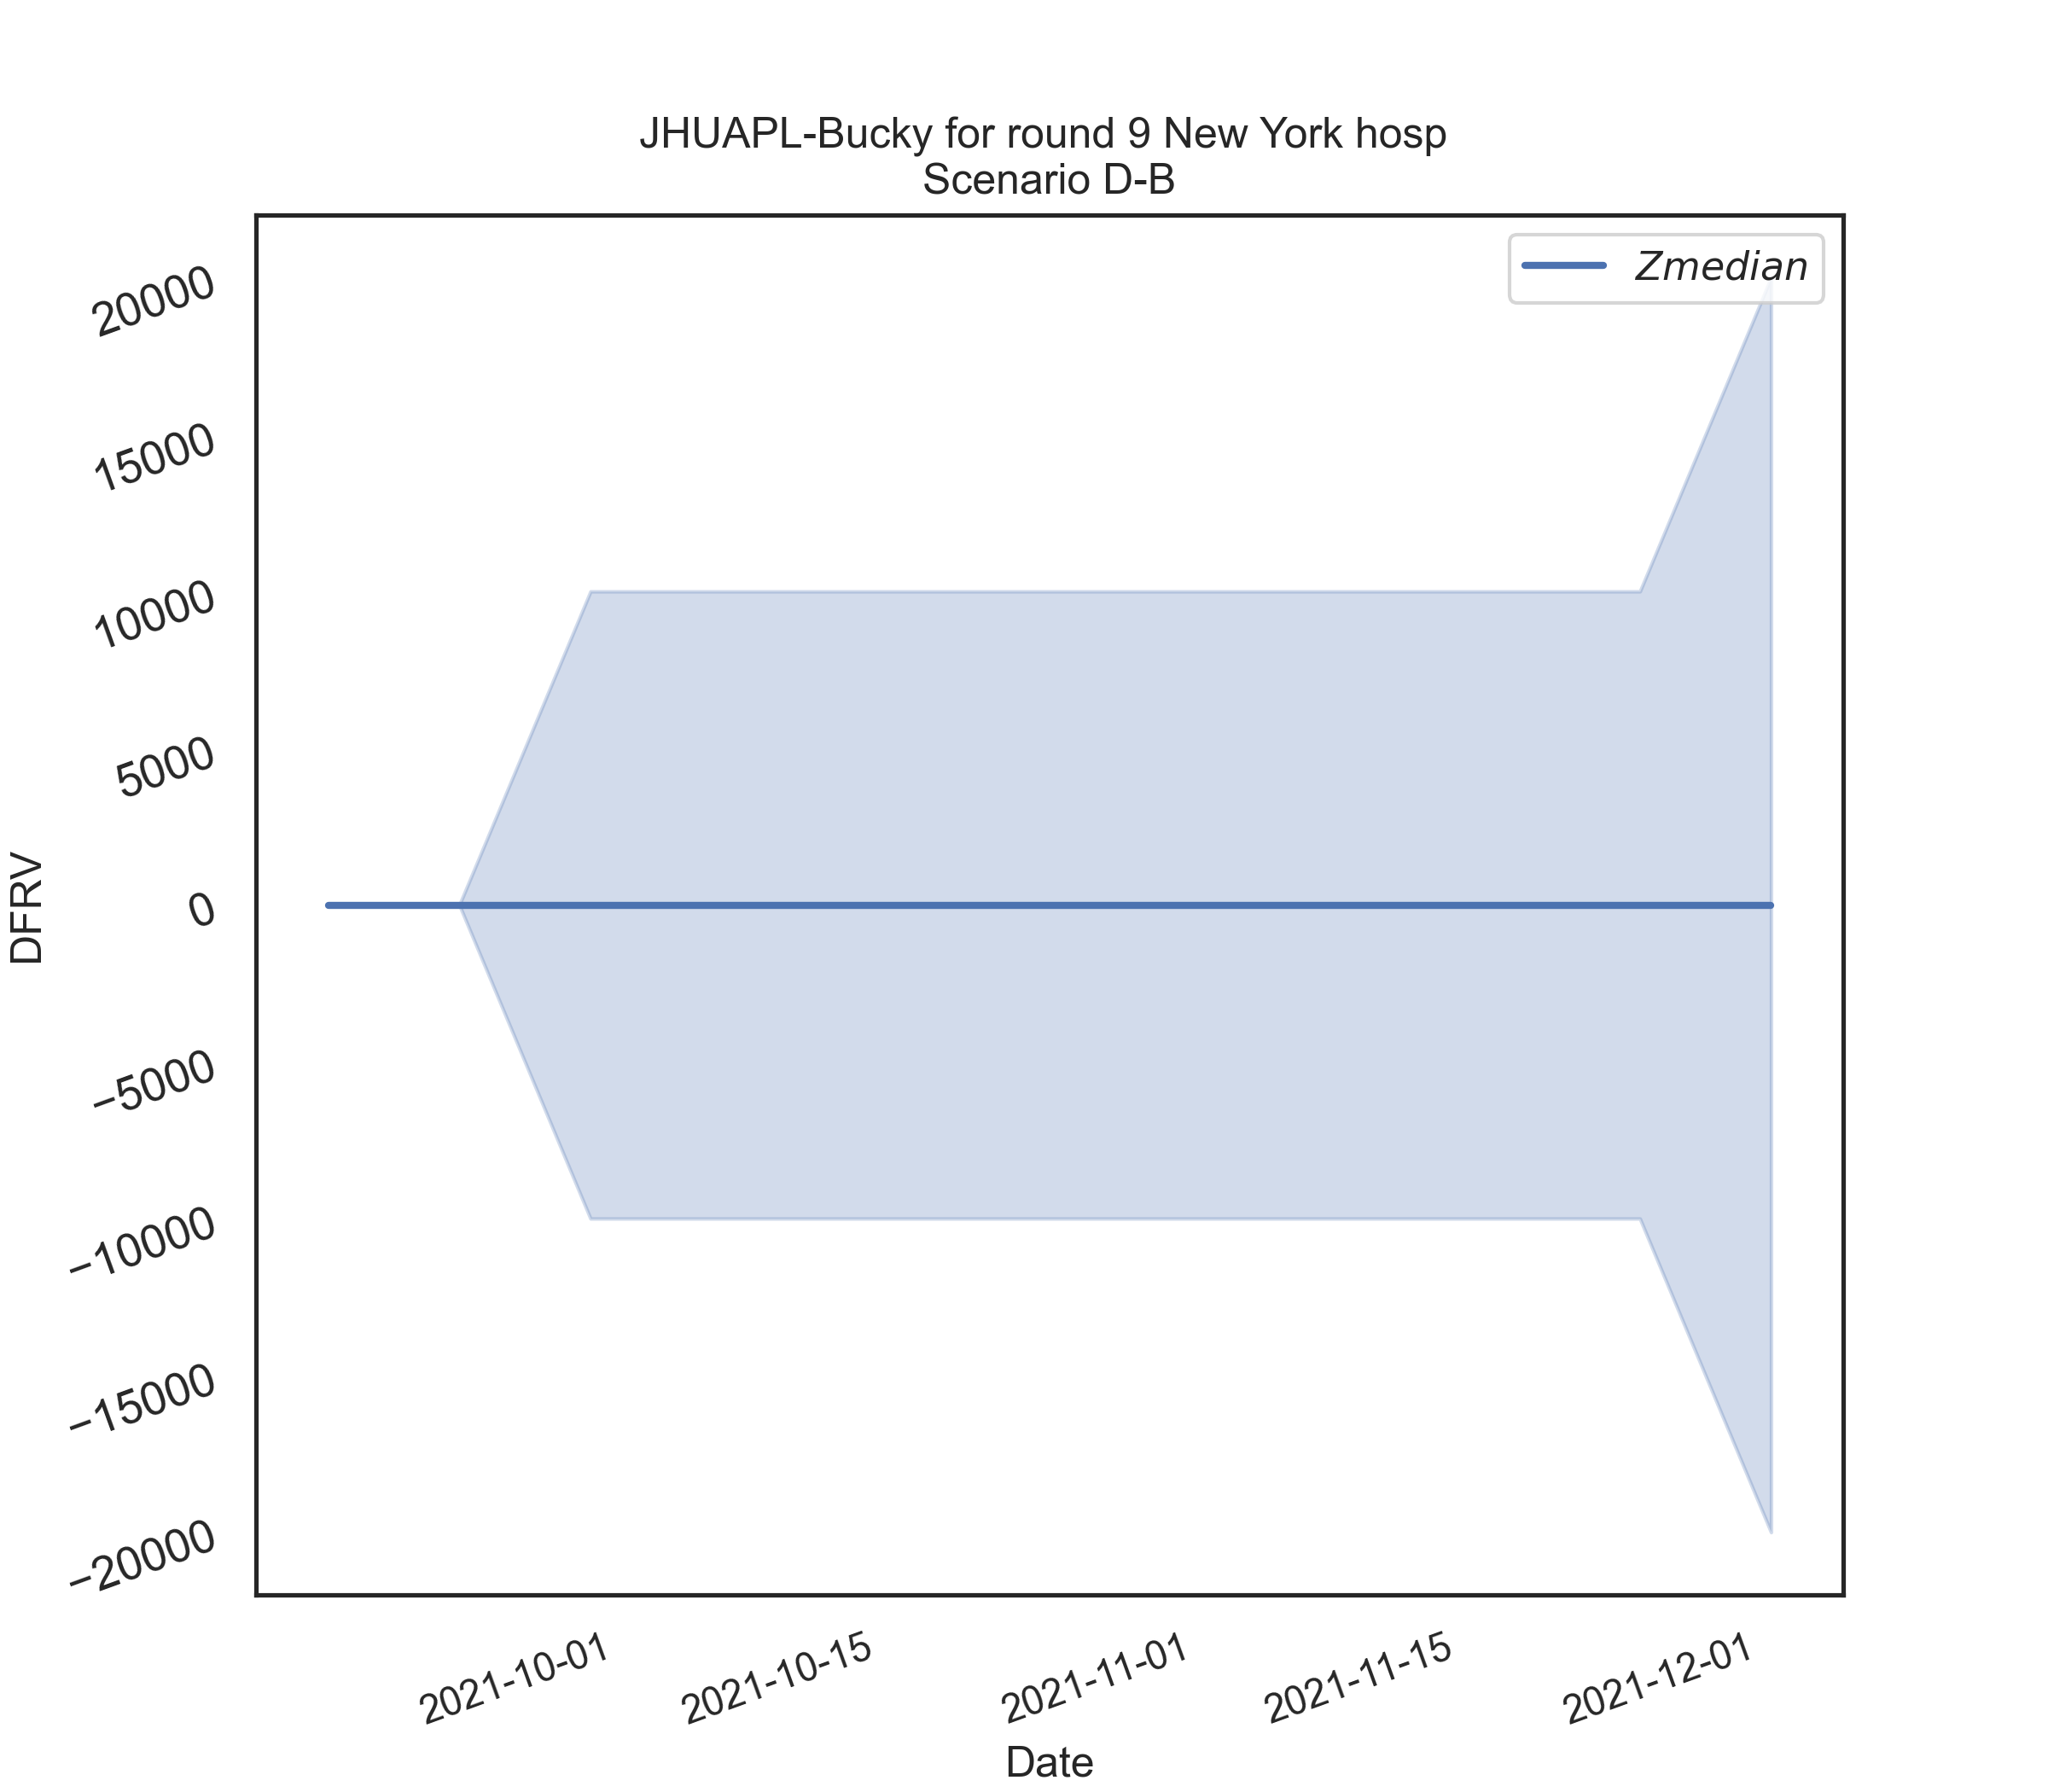 JHUAPL-Bucky for round 9 New York hosp
Scenario D-B
Zmedian
20000
15000
10000
5000
0
−5000
−10000
−15000
−20000
DFRV
2021-10-01
2021-10-15
2021-11-01
2021-11-15
2021-12-01
Date